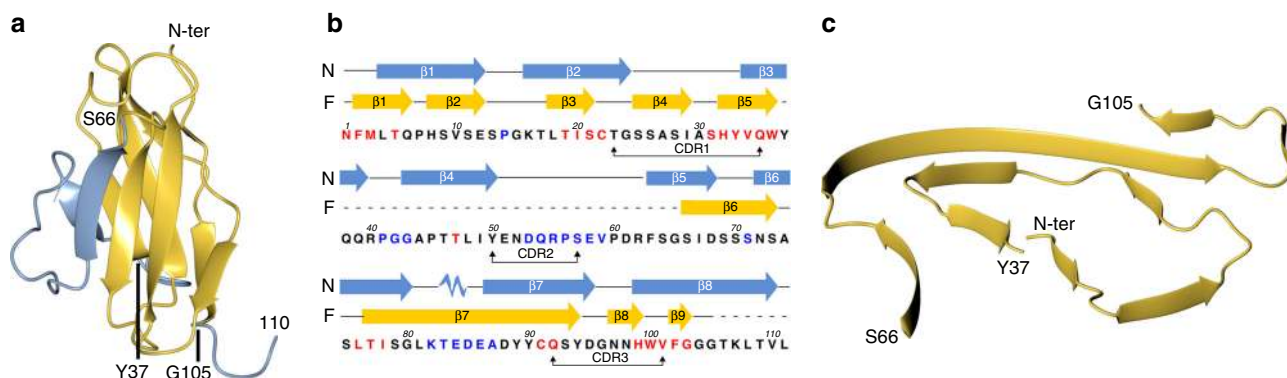 a
N-ter
S66
Y37
G105
110
b
N β1 β2 β3
F β1 β2 β3 β4 β5
1 10 20 30
NFMLTQPHSVSESPGKTLTISCTGSSASIASHYVQWY
CDR1
N β4 β5 β6
F β6
40 50 60 70
QQRPGGAPTTLIYENDQRPSEVPDRFSGSIDSSSNSA
CDR2
N β7 β8
F β7 β8 β9
80 90 100 110
SLTISGLKTEDEADYYCQSYDGNNHWVFGGGTKLTVL
CDR3
c
G105
N-ter
Y37
S66